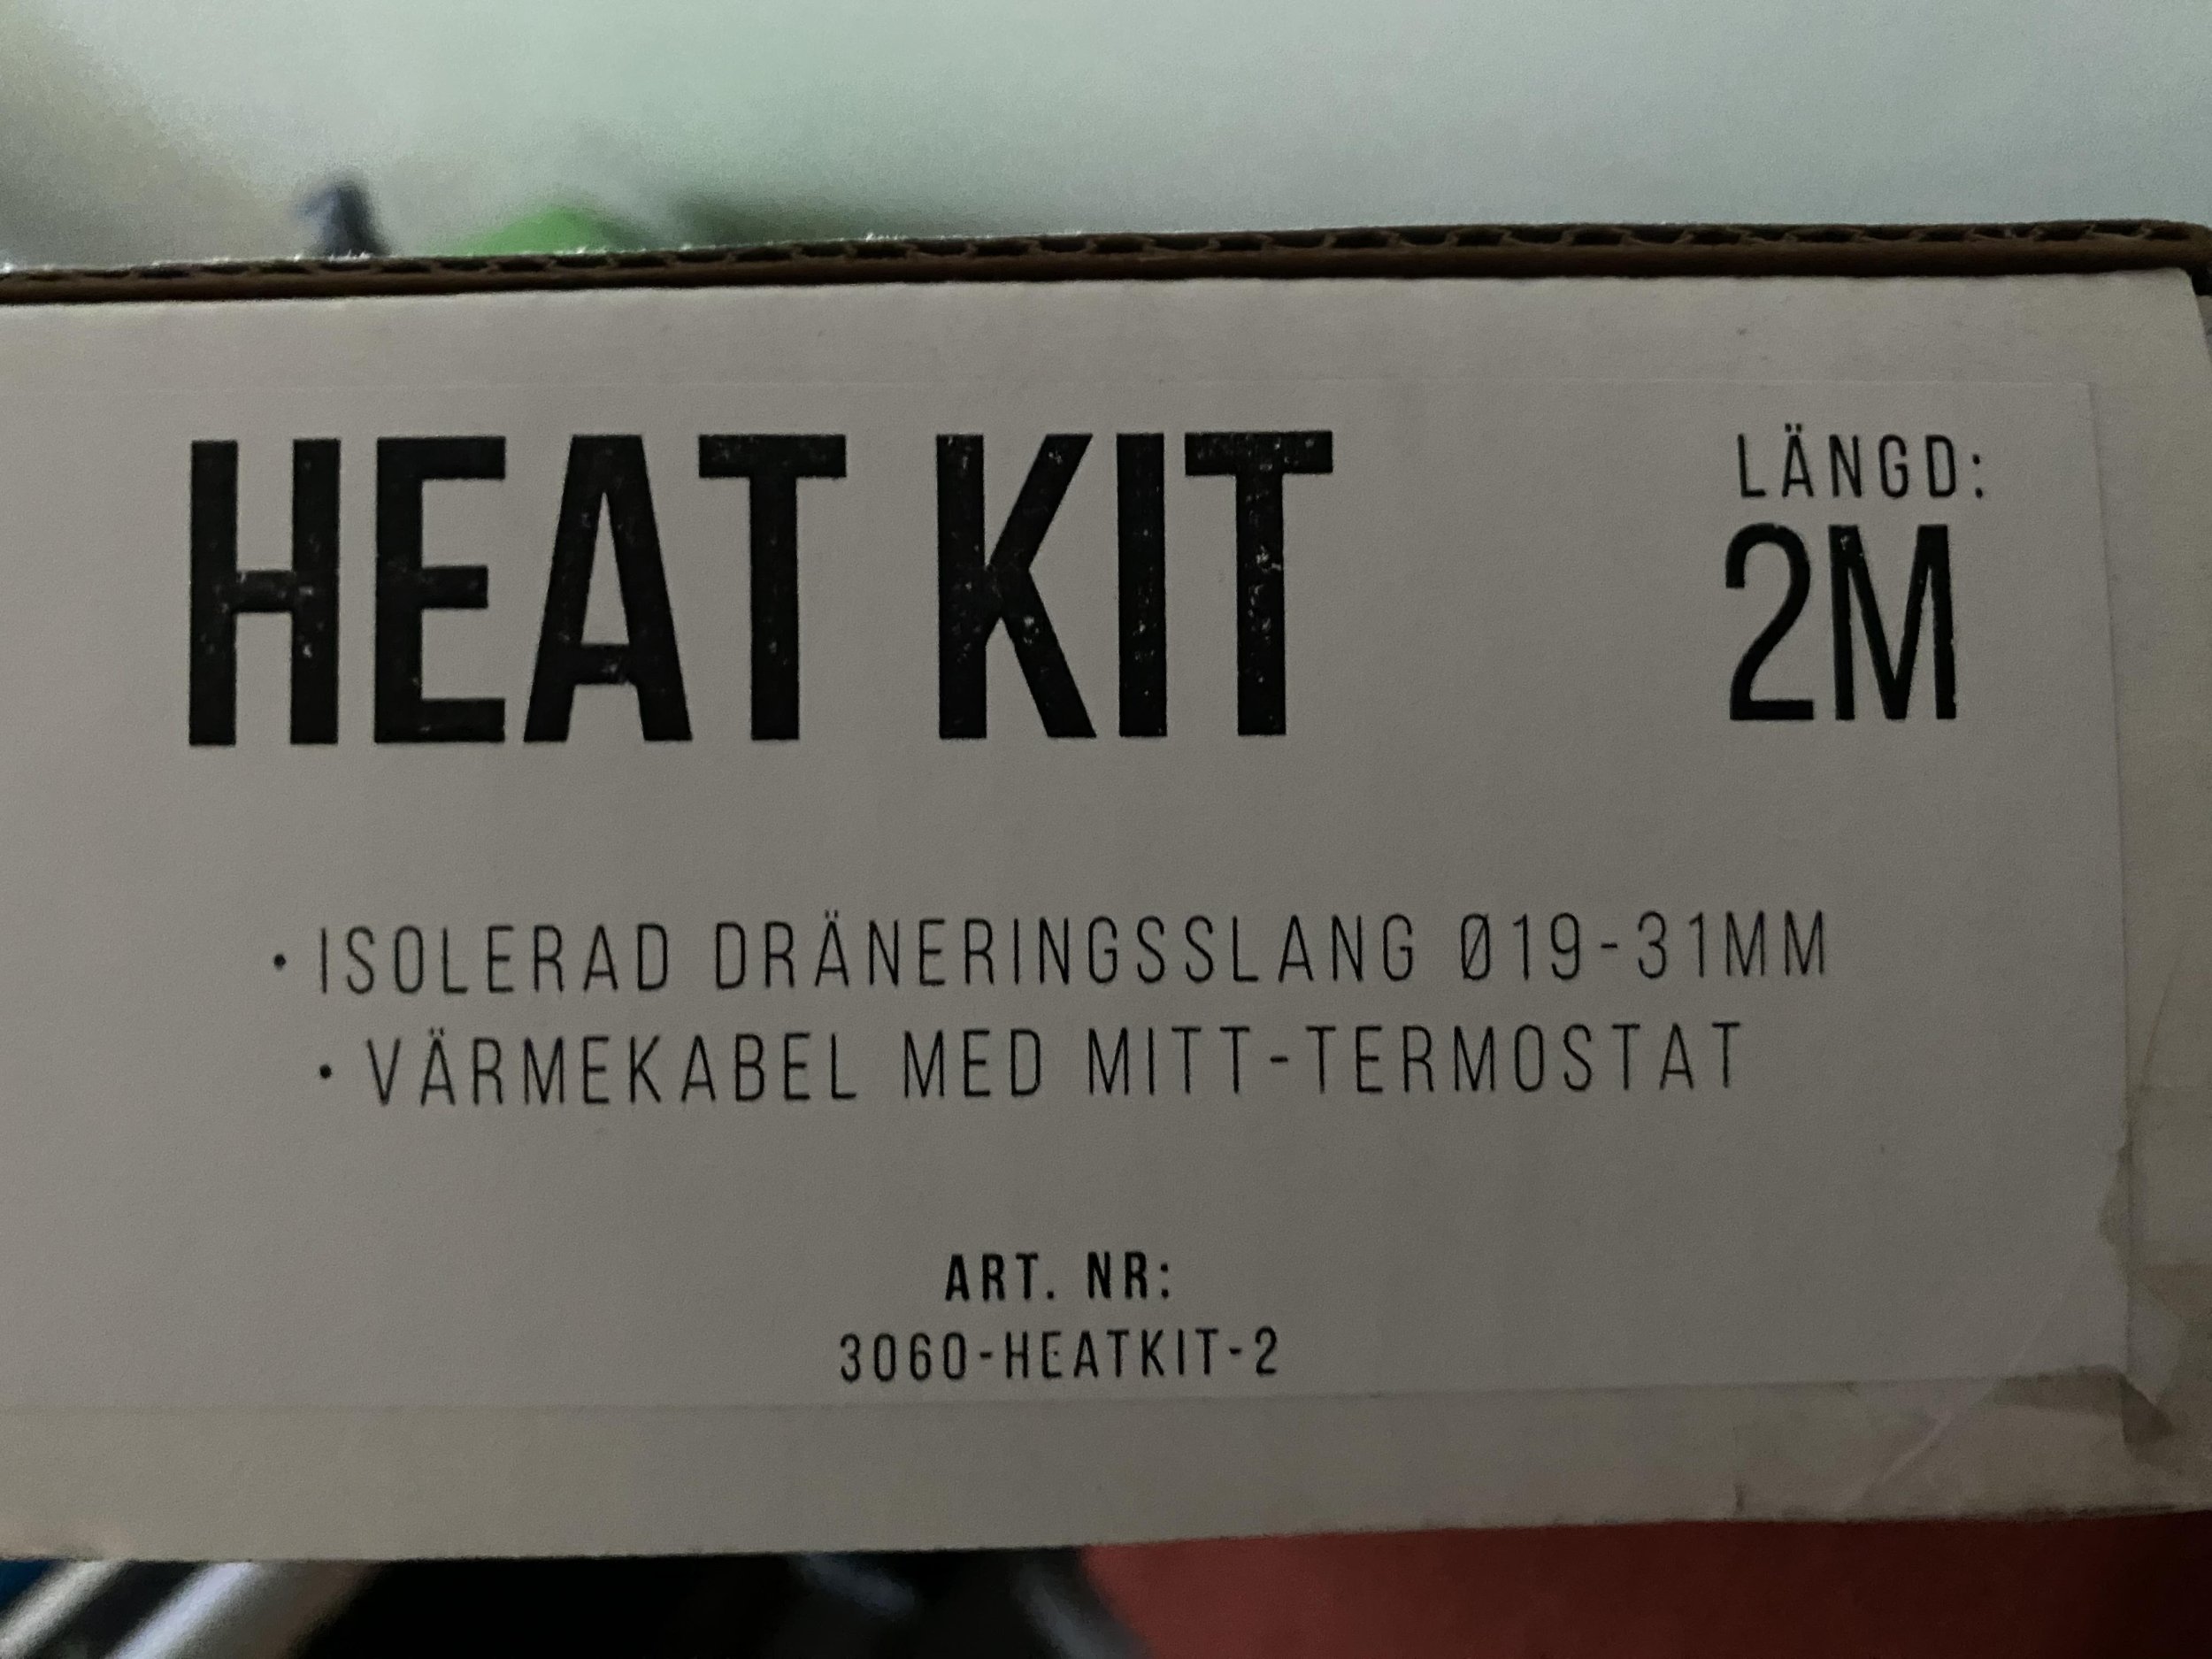 HEAT KIT
LÄNGD:
2M
· ISOLERAD DRÄNERINGSSLANG Ø19-31MM
· VÄRMEKABEL MED MITT-TERMOSTAT
ART. NR:
3060-HEATKIT-2